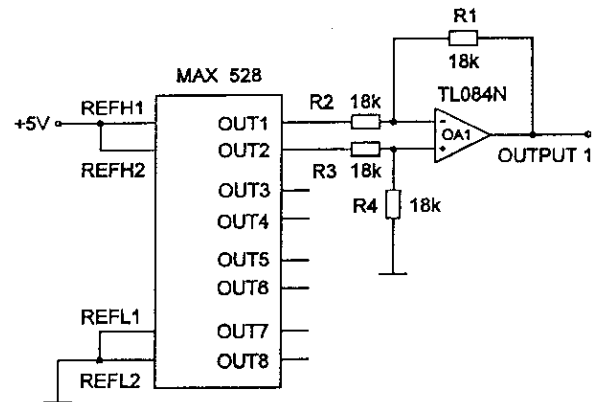 R1
18k
MAX 528
TL084N
REFH1
+5V
R2 18k
OUT1
-
OA1
OUT2
+
OUTPUT 1
REFH2
R3 18k
OUT3
R4 18k
OUT4
OUT5
OUT6
REFL1
OUT7
OUT8
REFL2